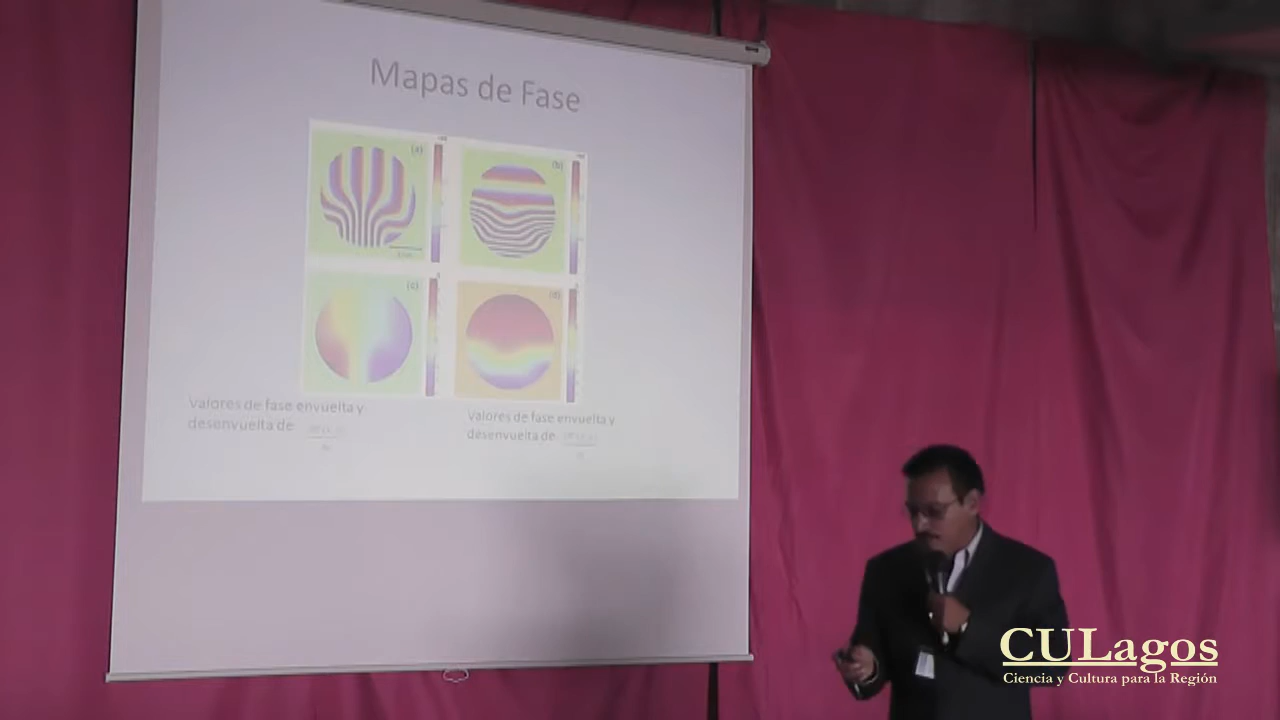 Mapas de Fase
(a)
(b)
(c)
(d)
Valores de fase envuelta y
desenvuelta de
Valores de fase envuelta y
desenvuelta de
CULagos
Ciencia y Cultura para la Región